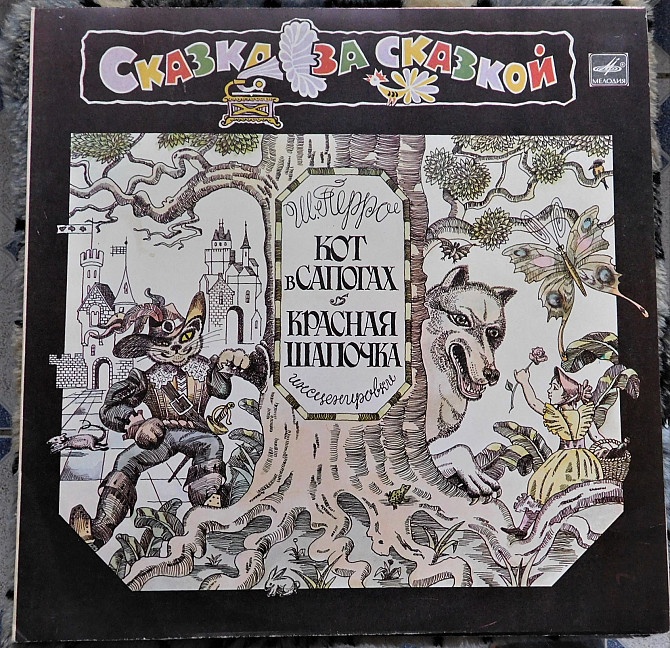 Сказка за сказкой
МЕЛОДИЯ
Ш. Перро
КОТ
в САПОГАХ
КРАСНАЯ
ШАПОЧКА
инсценировки